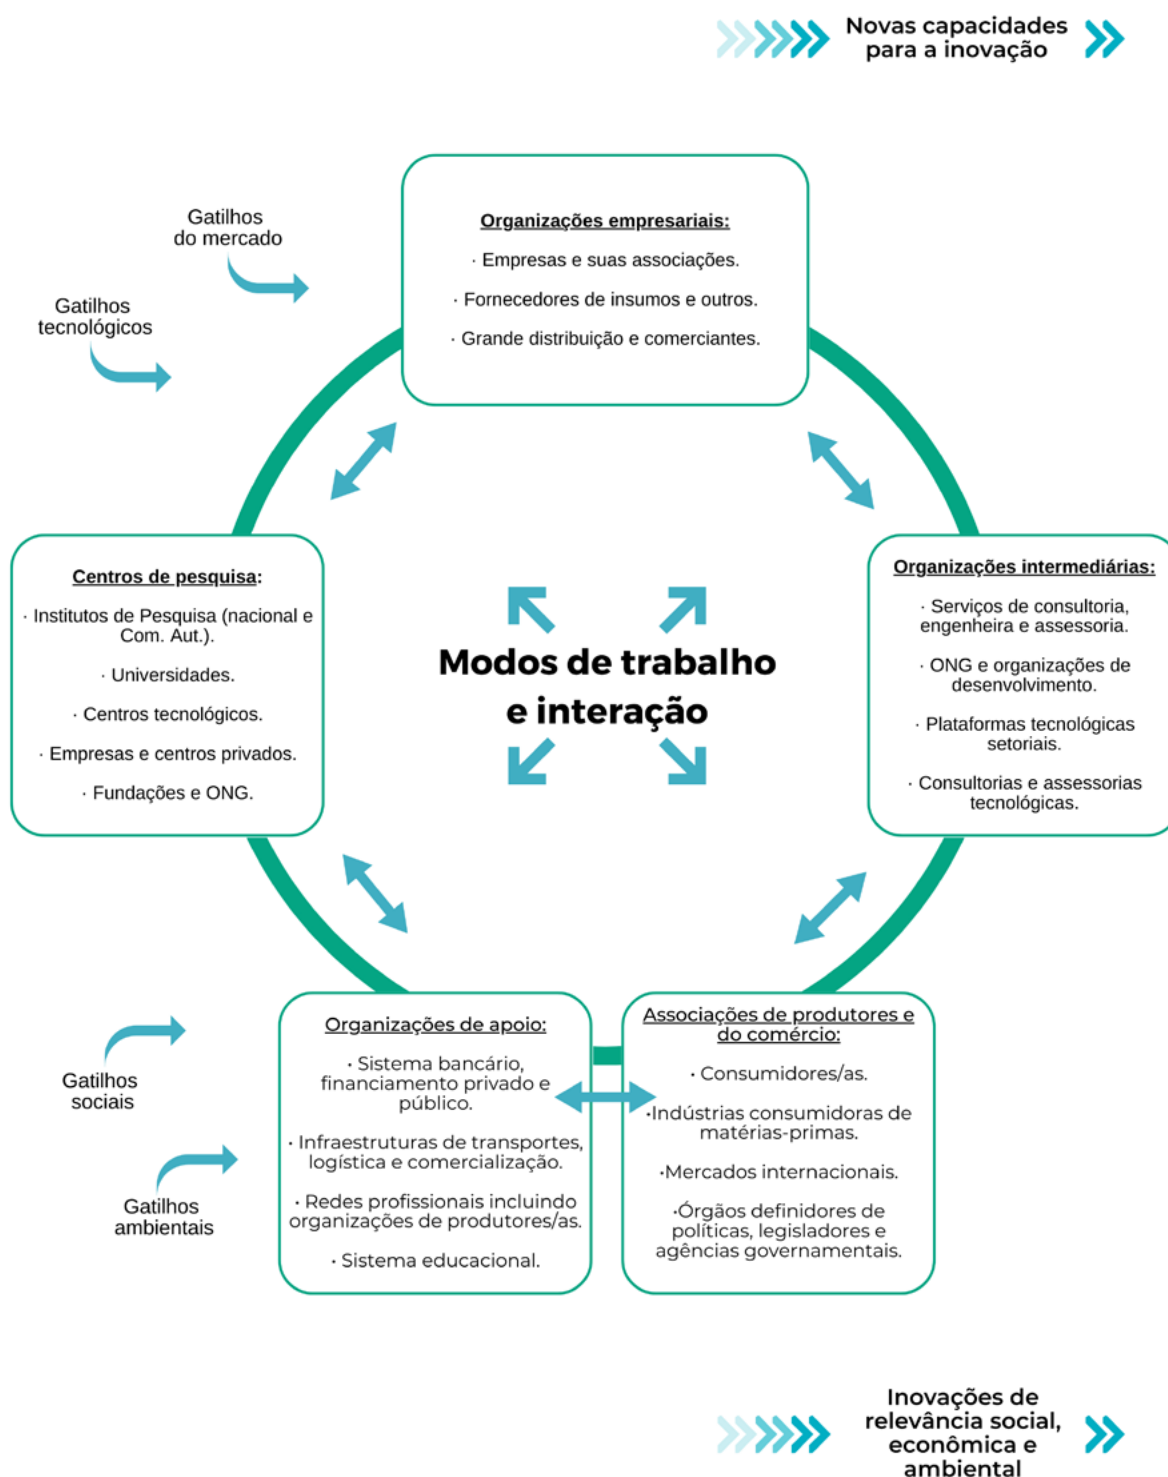 Novas capacidades
para a inovação
Gatilhos
do mercado
Gatilhos
tecnológicos
Organizações empresariais:
· Empresas e suas associações.
· Fornecedores de insumos e outros.
· Grande distribuição e comerciantes.
Centros de pesquisa:
· Institutos de Pesquisa (nacional e
Com. Aut.).
· Universidades.
· Centros tecnológicos.
· Empresas e centros privados.
· Fundações e ONG.
Modos de trabalho
e interação
Organizações intermediárias:
· Serviços de consultoria,
engenheira e assessoria.
· ONG e organizações de
desenvolvimento.
· Plataformas tecnológicas
setoriais.
· Consultorias e assessorias
tecnológicas.
Gatilhos
sociais
Gatilhos
ambientais
Organizações de apoio:
· Sistema bancário,
financiamento privado e
público.
· Infraestruturas de transportes,
logística e comercialização.
· Redes profissionais incluindo
organizações de produtores/as.
· Sistema educacional.
Associações de produtores e
do comércio:
· Consumidores/as.
·Indústrias consumidoras de
matérias-primas.
·Mercados internacionais.
·Órgãos definidores de
políticas, legisladores e
agências governamentais.
Inovações de
relevância social,
econômica e
ambiental